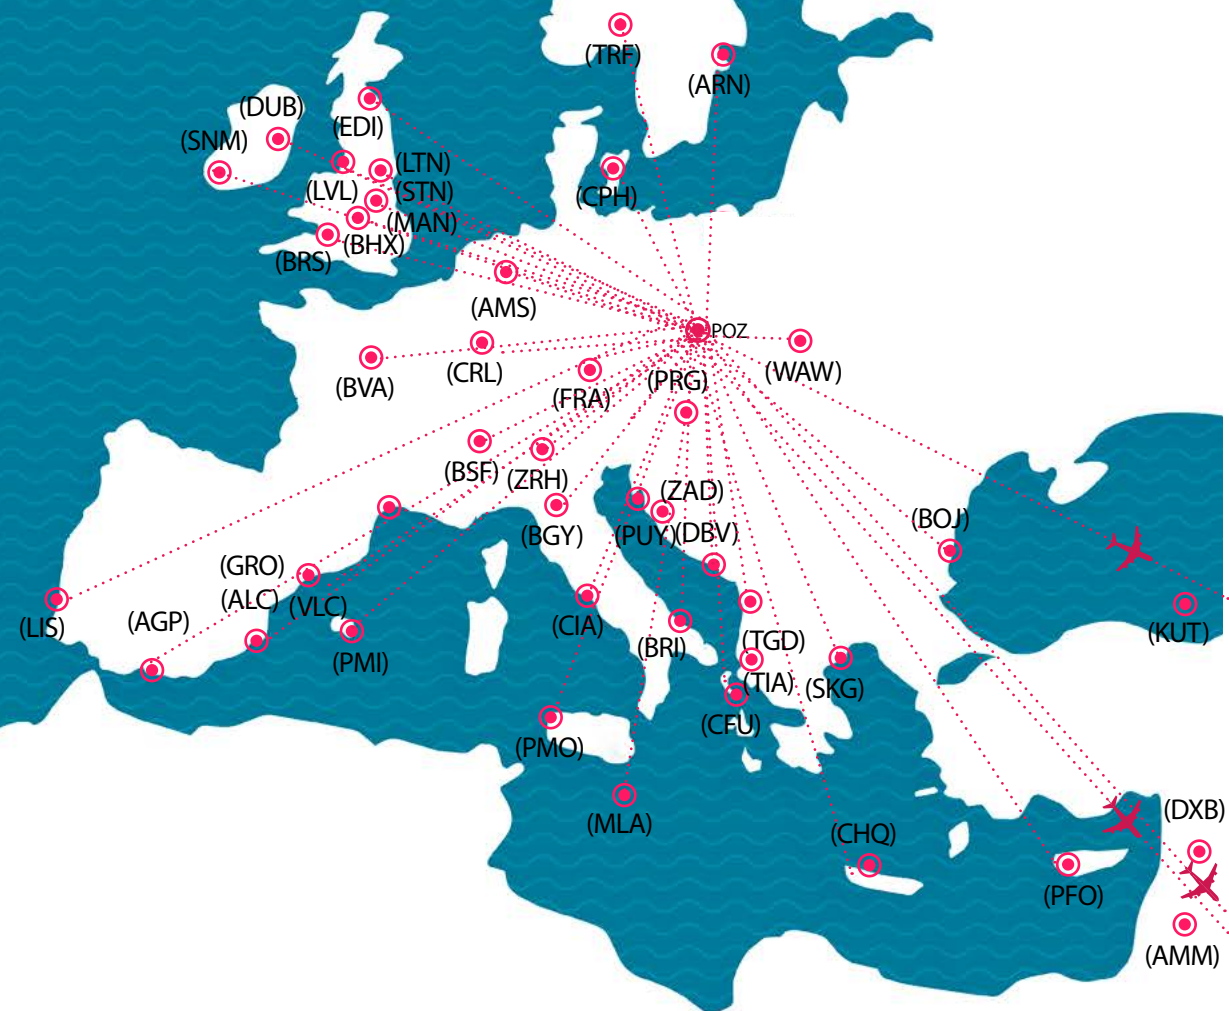 (TRF)
(ARN)
(DUB)
(EDI)
(SNM)
(LTN)
(LVL)
(STN)
(CPH)
(MAN)
(BHX)
(BRS)
(AMS)
POZ
(BVA)
(CRL)
(FRA)
(PRG)
(WAW)
(BSF)
(ZRH)
(ZAD)
(BGY)
(PUY)
(DBV)
(BOJ)
(GRO)
(ALC)
(VLC)
(LIS)
(AGP)
(CIA)
(KUT)
(PMI)
(BRI)
(TGD)
(TIA)
(SKG)
(CFU)
(PMO)
(MLA)
(CHQ)
(DXB)
(PFO)
(AMM)